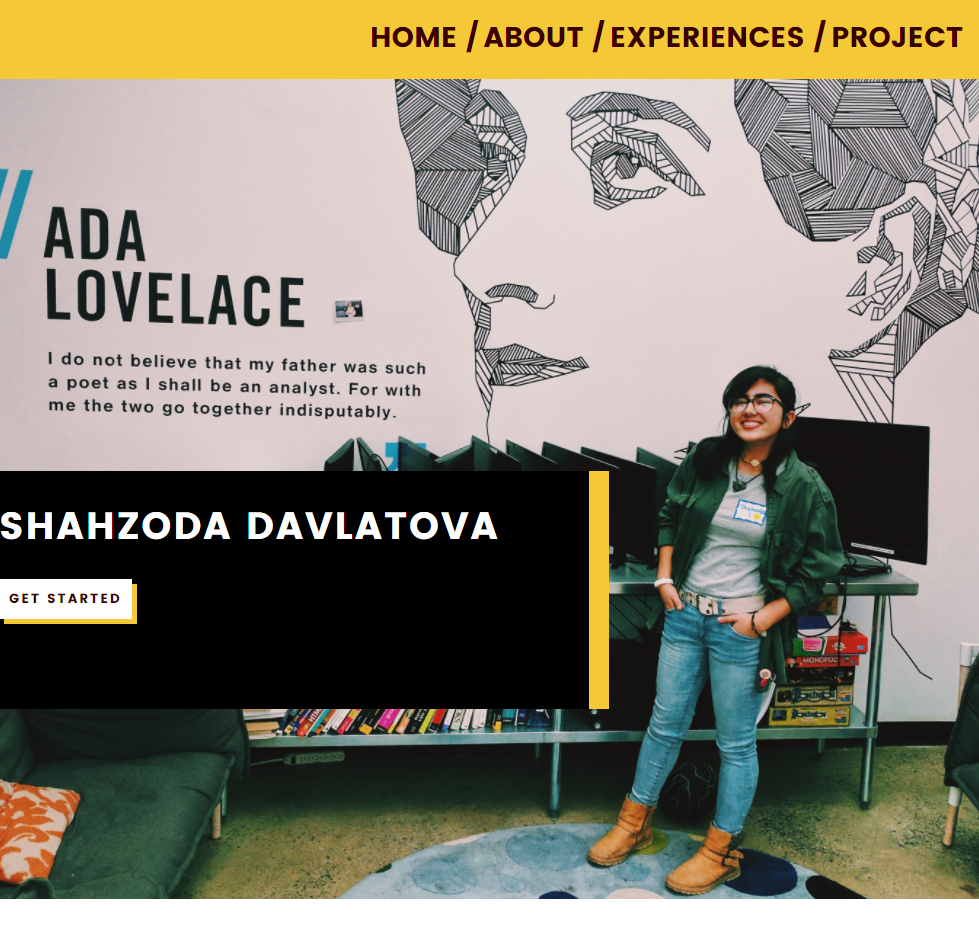 HOME / ABOUT / EXPERIENCES / PROJECT
//
ADA
LOVELACE
I do not believe that my father was such
a poet as I shall be an analyst. For with
me the two go together indisputably.
SHAHZODA DAVLATOVA
GET STARTED
MONOPOLY